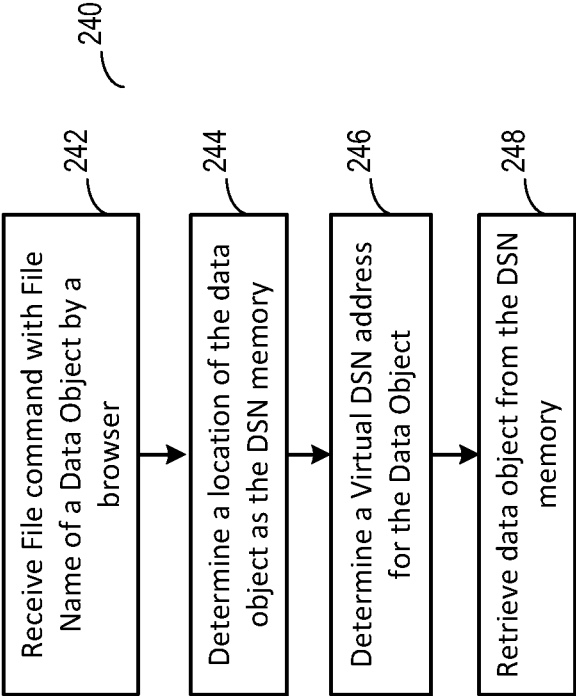 240
242
Receive File command with File
Name of a Data Object by a
browser
244
Determine a location of the data
object as the DSN memory
246
Determine a Virtual DSN address
for the Data Object
248
Retrieve data object from the DSN
memory